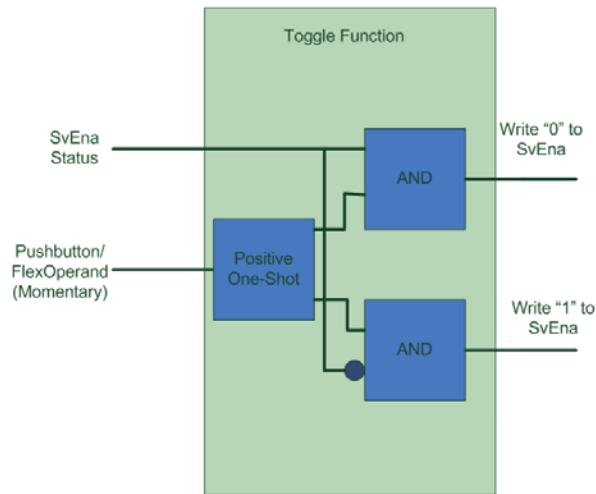 Toggle Function
SvEna
Status
AND
Write “0” to
SvEna
Pushbutton/
FlexOperand
(Momentary)
Positive
One-Shot
AND
Write “1” to
SvEna